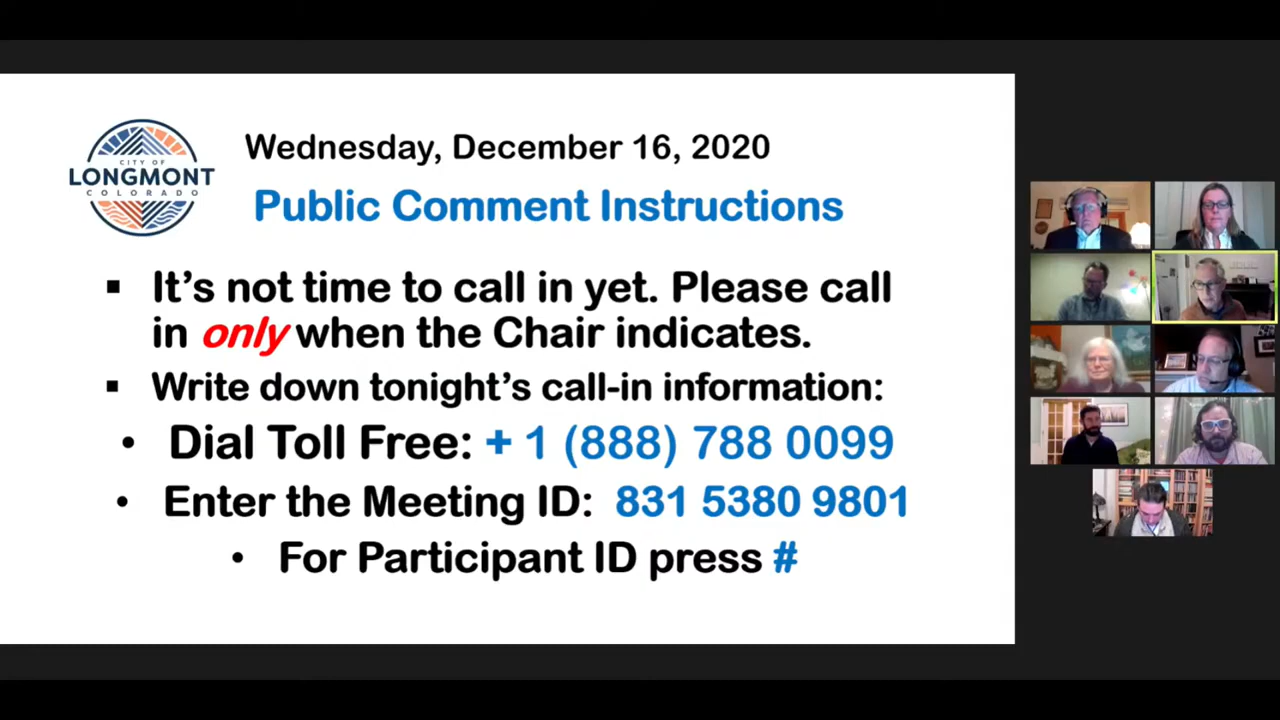 CITY OF
LONGMONT
COLORADO
Wednesday, December 16, 2020
Public Comment Instructions
▪ It’s not time to call in yet. Please call
in only when the Chair indicates.
▪ Write down tonight’s call-in information:
• Dial Toll Free: + 1 (888) 788 0099
• Enter the Meeting ID: 831 5380 9801
• For Participant ID press #